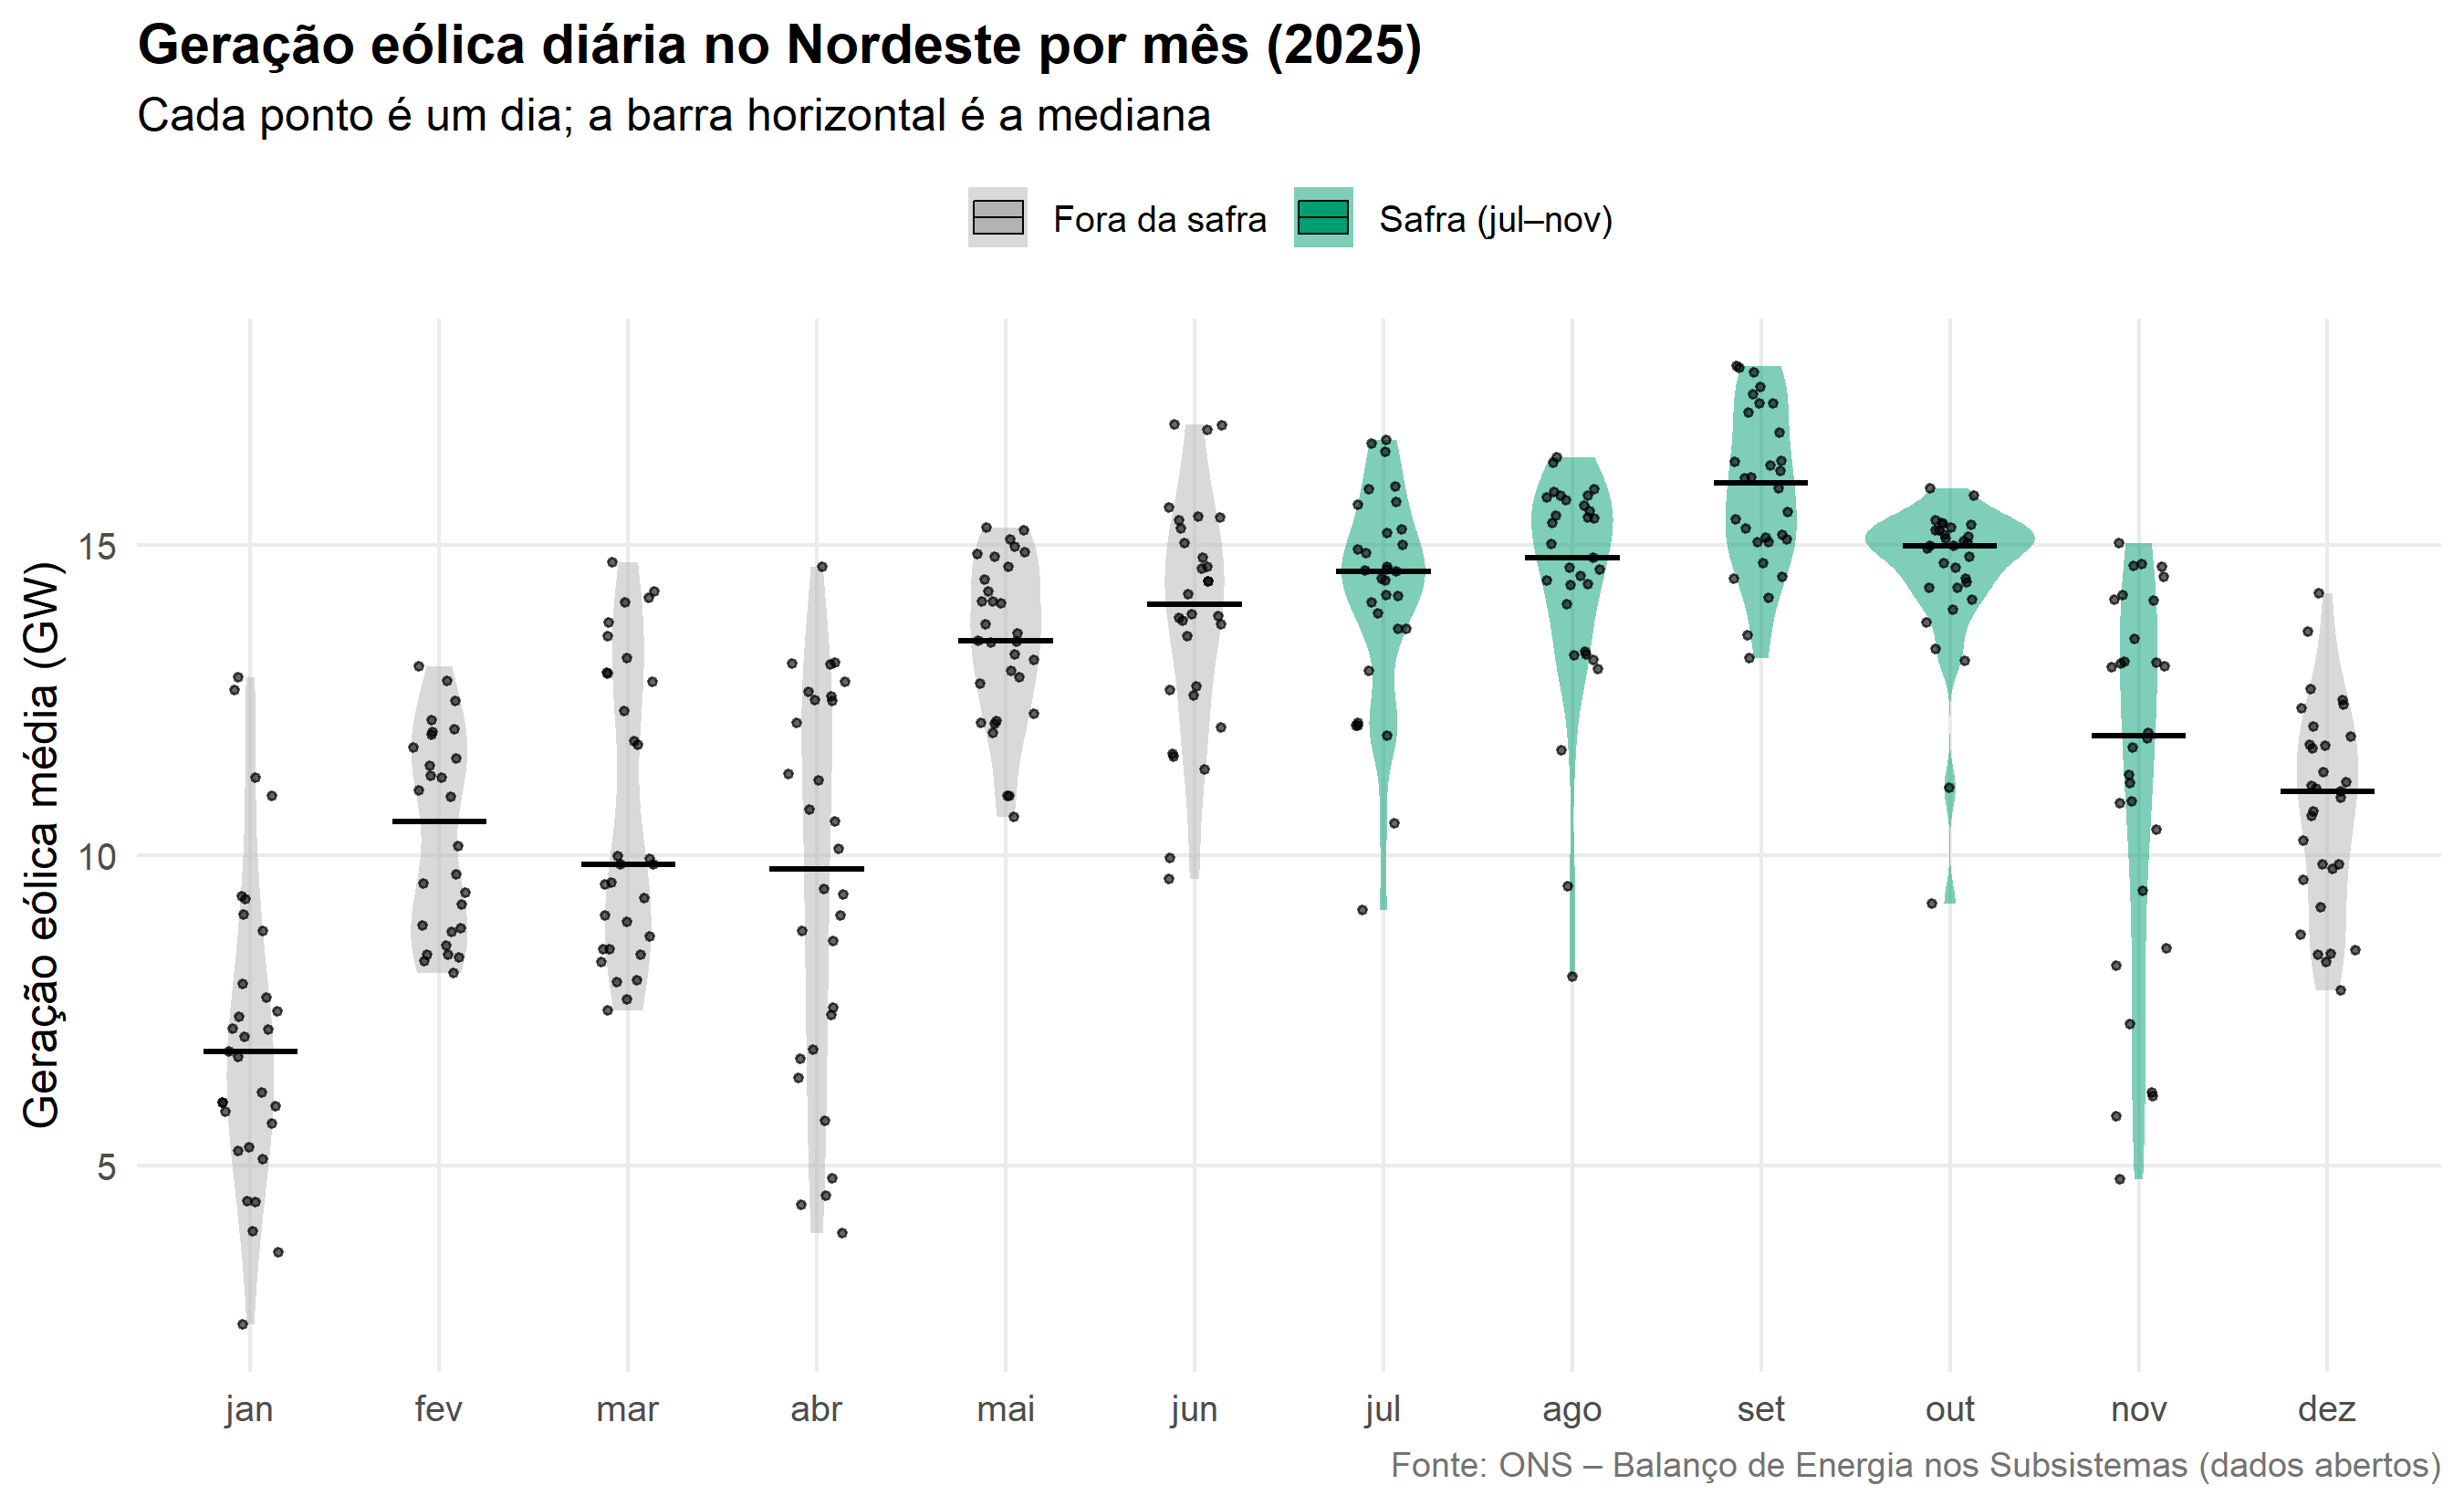 Geração eólica diária no Nordeste por mês (2025)
Cada ponto é um dia; a barra horizontal é a mediana
Fora da safra
Safra (jul–nov)
Geração eólica média (GW)
15
10
5
jan fev mar abr mai jun jul ago set out nov dez
Fonte: ONS – Balanço de Energia nos Subsistemas (dados abertos)